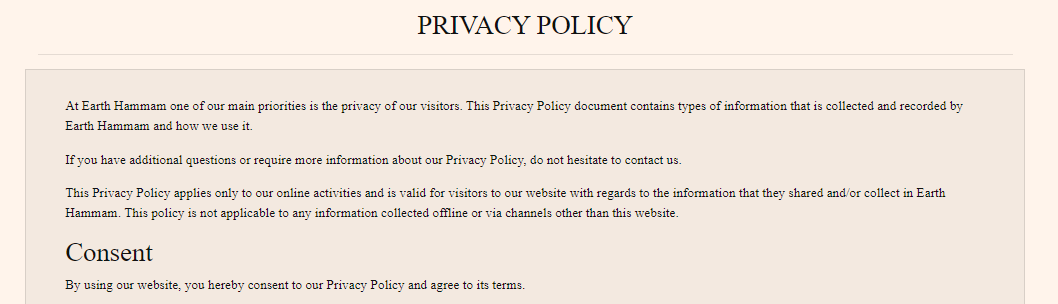 PRIVACY POLICY
At Earth Hammam one of our main priorities is the privacy of our visitors. This Privacy Policy document contains types of information that is collected and recorded by
Earth Hammam and how we use it.
If you have additional questions or require more information about our Privacy Policy, do not hesitate to contact us.
This Privacy Policy applies only to our online activities and is valid for visitors to our website with regards to the information that they shared and/or collect in Earth
Hammam. This policy is not applicable to any information collected offline or via channels other than this website.
Consent
By using our website, you hereby consent to our Privacy Policy and agree to its terms.